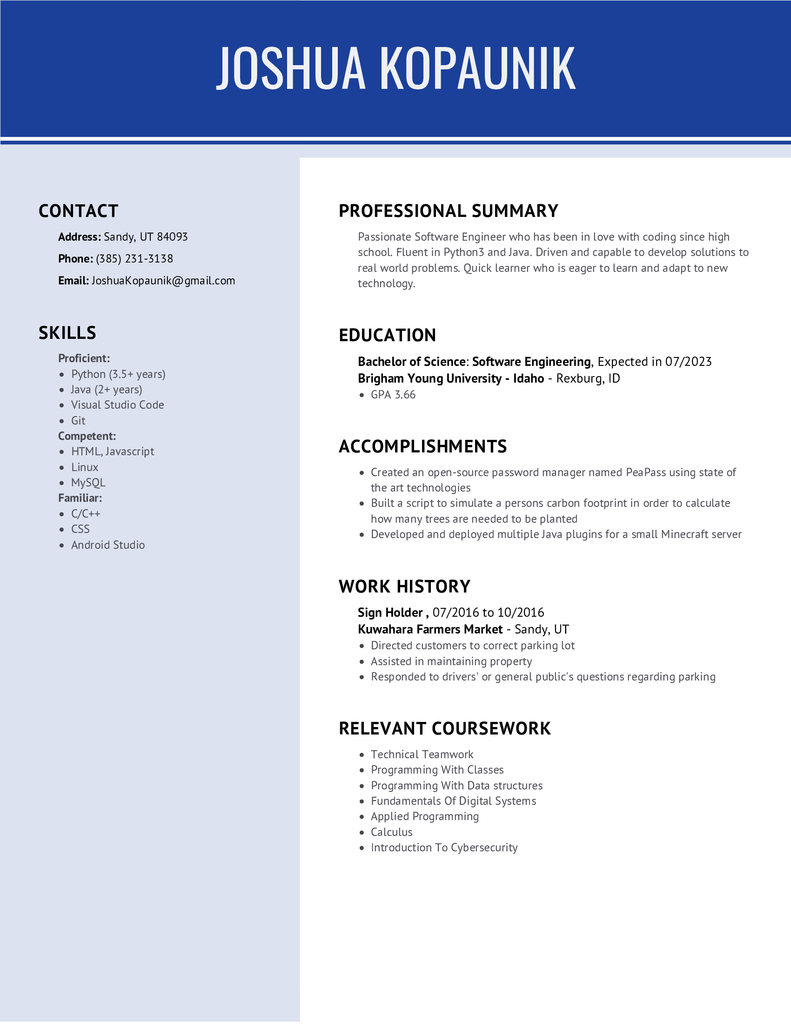 JOSHUA KOPAUNIK
CONTACT
Address: Sandy, UT 84093
Phone: (385) 231-3138
Email: JoshuaKopaunik@gmail.com
SKILLS
Proficient:
• Python (3.5+ years)
• Java (2+ years)
• Visual Studio Code
• Git
Competent:
• HTML, Javascript
• Linux
• MySQL
Familiar:
• C/C++
• CSS
• Android Studio
PROFESSIONAL SUMMARY
Passionate Software Engineer who has been in love with coding since high
school. Fluent in Python3 and Java. Driven and capable to develop solutions to
real world problems. Quick learner who is eager to learn and adapt to new
technology.
EDUCATION
Bachelor of Science: Software Engineering, Expected in 07/2023
Brigham Young University - Idaho - Rexburg, ID
• GPA 3.66
ACCOMPLISHMENTS
• Created an open-source password manager named PeaPass using state of
the art technologies
• Built a script to simulate a persons carbon footprint in order to calculate
how many trees are needed to be planted
• Developed and deployed multiple Java plugins for a small Minecraft server
WORK HISTORY
Sign Holder , 07/2016 to 10/2016
Kuwahara Farmers Market - Sandy, UT
• Directed customers to correct parking lot
• Assisted in maintaining property
• Responded to drivers' or general public's questions regarding parking
RELEVANT COURSEWORK
• Technical Teamwork
• Programming With Classes
• Programming With Data structures
• Fundamentals Of Digital Systems
• Applied Programming
• Calculus
• Introduction To Cybersecurity